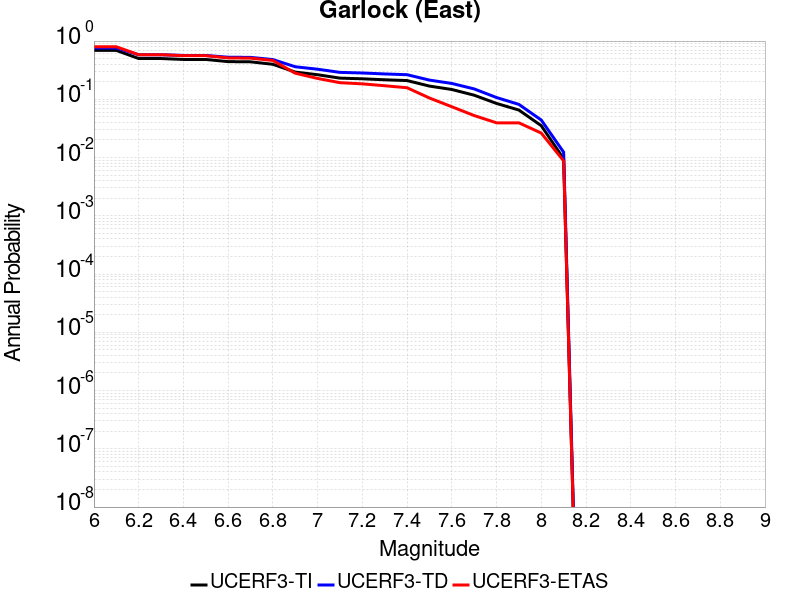 Garlock (East)
10^0
10^-1
10^-2
10^-3
10^-4
10^-5
10^-6
10^-7
10^-8
Annual Probability
6 6.2 6.4 6.6 6.8 7 7.2 7.4 7.6 7.8 8 8.2 8.4 8.6 8.8 9
Magnitude
UCERF3-TI UCERF3-TD UCERF3-ETAS